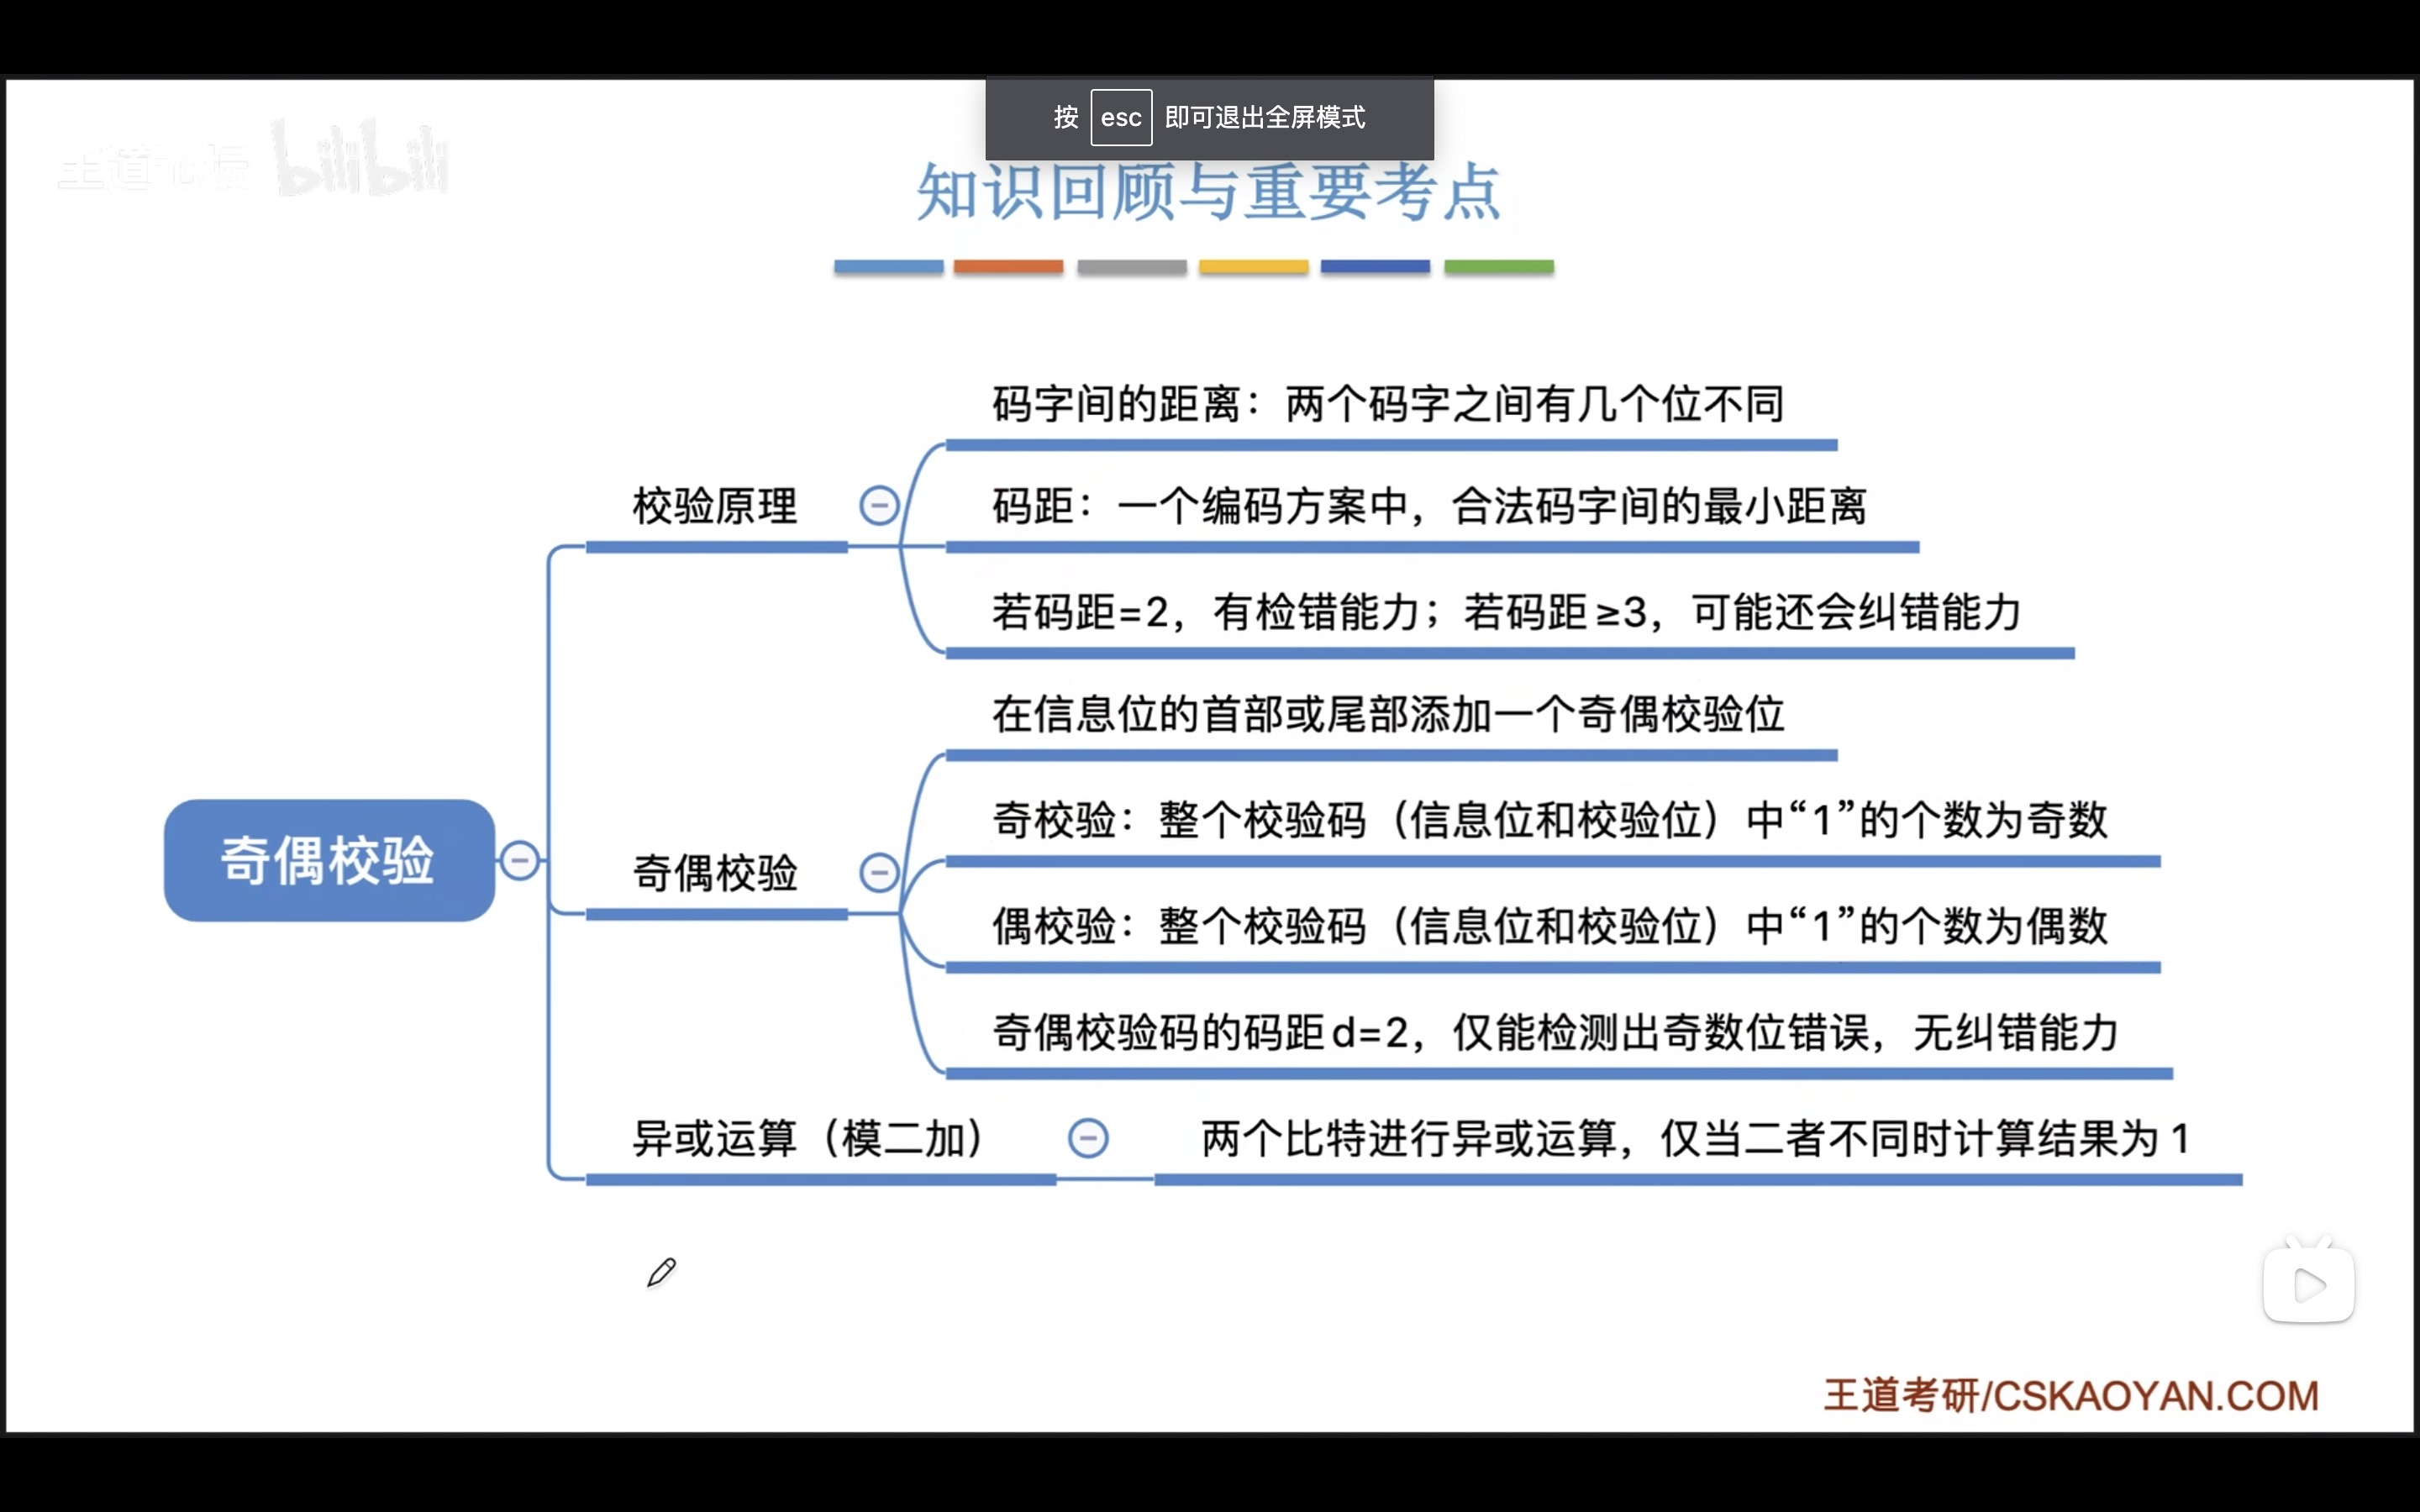 按 esc 即可退出全屏模式
王道论坛 bilibili
知识回顾与重要考点
码字间的距离：两个码字之间有几个位不同
校验原理
码距：一个编码方案中，合法码字间的最小距离
若码距=2，有检错能力；若码距≥3，可能还会纠错能力
在信息位的首部或尾部添加一个奇偶校验位
奇校验：整个校验码（信息位和校验位）中“1”的个数为奇数
奇偶校验
奇偶校验
偶校验：整个校验码（信息位和校验位）中“1”的个数为偶数
奇偶校验码的码距d=2，仅能检测出奇数位错误，无纠错能力
异或运算（模二加）
两个比特进行异或运算，仅当二者不同时计算结果为1
王道考研/CSKAOYAN.COM